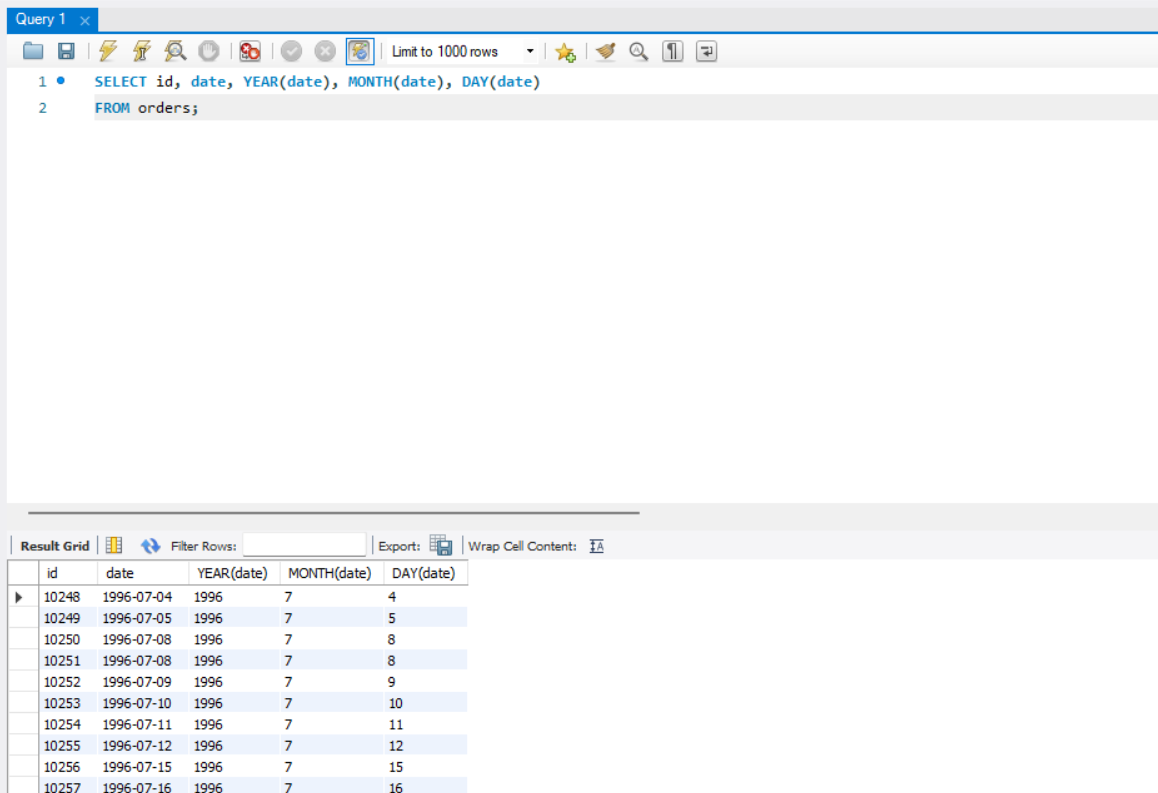 Query 1
Limit to 1000 rows
1 SELECT id, date, YEAR(date), MONTH(date), DAY(date)
2 FROM orders;
Result Grid Filter Rows: Export: Wrap Cell Content: IA
id date YEAR(date) MONTH(date) DAY(date)
10248 1996-07-04 1996 7 4
10249 1996-07-05 1996 7 5
10250 1996-07-08 1996 7 8
10251 1996-07-08 1996 7 8
10252 1996-07-09 1996 7 9
10253 1996-07-10 1996 7 10
10254 1996-07-11 1996 7 11
10255 1996-07-12 1996 7 12
10256 1996-07-15 1996 7 15
10257 1996-07-16 1996 7 16